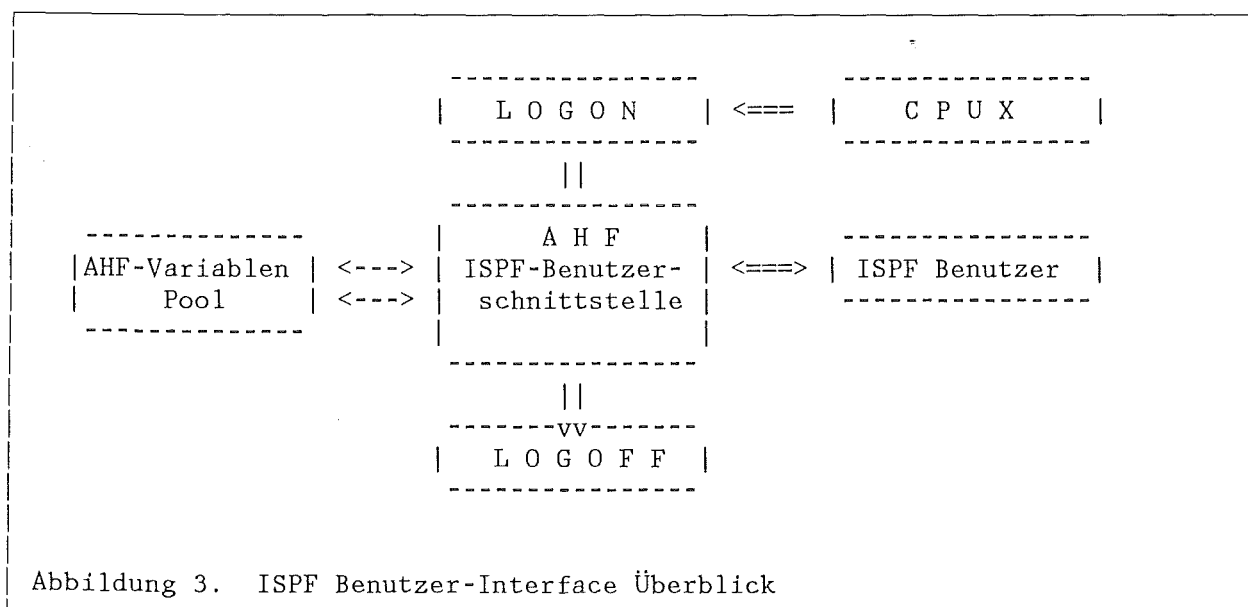 L O G O N <=== C P U X
||
A H F
AHF-Variablen <---> ISPF-Benutzer- <===> ISPF Benutzer
Pool <---> schnittstelle
||
vv
L O G O F F
Abbildung 3. ISPF Benutzer-Interface Überblick